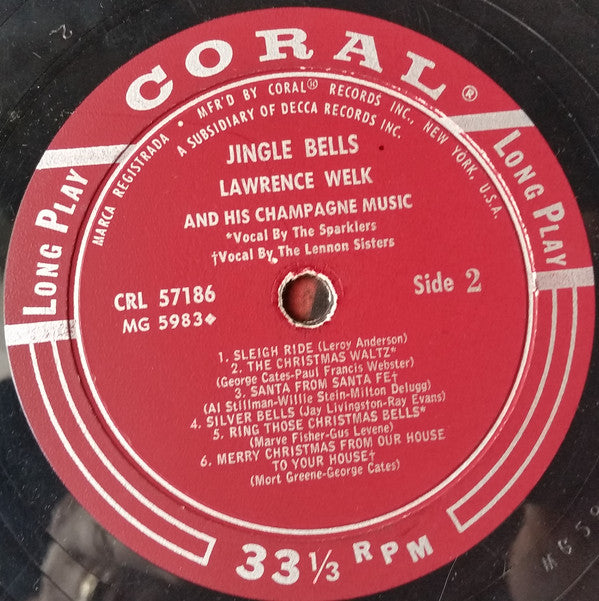 CORAL®
MARCA REGISTRADA • MFR'D BY CORAL® RECORDS INC., NEW YORK, U.S.A.
A SUBSIDIARY OF DECCA RECORDS INC.
LONG PLAY
LONG PLAY
JINGLE BELLS
LAWRENCE WELK
AND HIS CHAMPAGNE MUSIC
*Vocal By The Sparklers
†Vocal By The Lennon Sisters
CRL 57186
MG 5983◆
Side 2
1. SLEIGH RIDE (Leroy Anderson)
2. THE CHRISTMAS WALTZ*
(George Cates-Paul Francis Webster)
3. SANTA FROM SANTA FE†
(Al Stillman-Willie Stein-Milton Delugg)
4. SILVER BELLS (Jay Livingston-Ray Evans)
5. RING THOSE CHRISTMAS BELLS*
(Marve Fisher-Gus Levene)
6. MERRY CHRISTMAS FROM OUR HOUSE
TO YOUR HOUSE†
(Mort Greene-George Cates)
33 1/3 RPM
MG 59
2